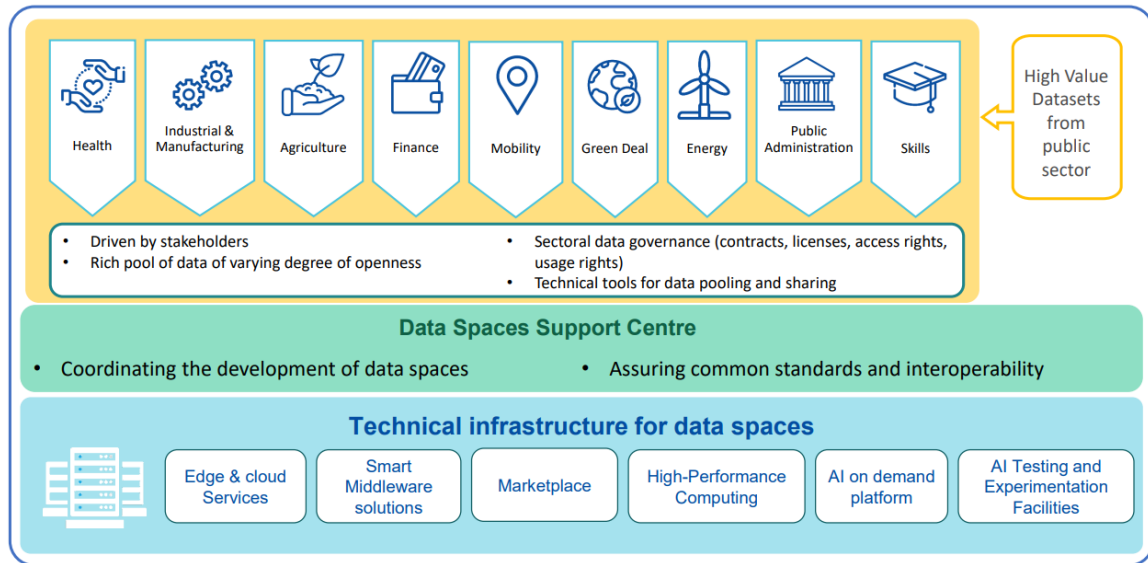 Health
Industrial &
Manufacturing
Agriculture
Finance
Mobility
Green Deal
Energy
Public
Administration
Skills
High Value
Datasets
from
public
sector
• Driven by stakeholders
• Rich pool of data of varying degree of openness
• Sectoral data governance (contracts, licenses, access rights,
usage rights)
• Technical tools for data pooling and sharing
Data Spaces Support Centre
• Coordinating the development of data spaces
• Assuring common standards and interoperability
Technical infrastructure for data spaces
Edge & cloud
Services
Smart
Middleware
solutions
Marketplace
High-Performance
Computing
AI on demand
platform
AI Testing and
Experimentation
Facilities